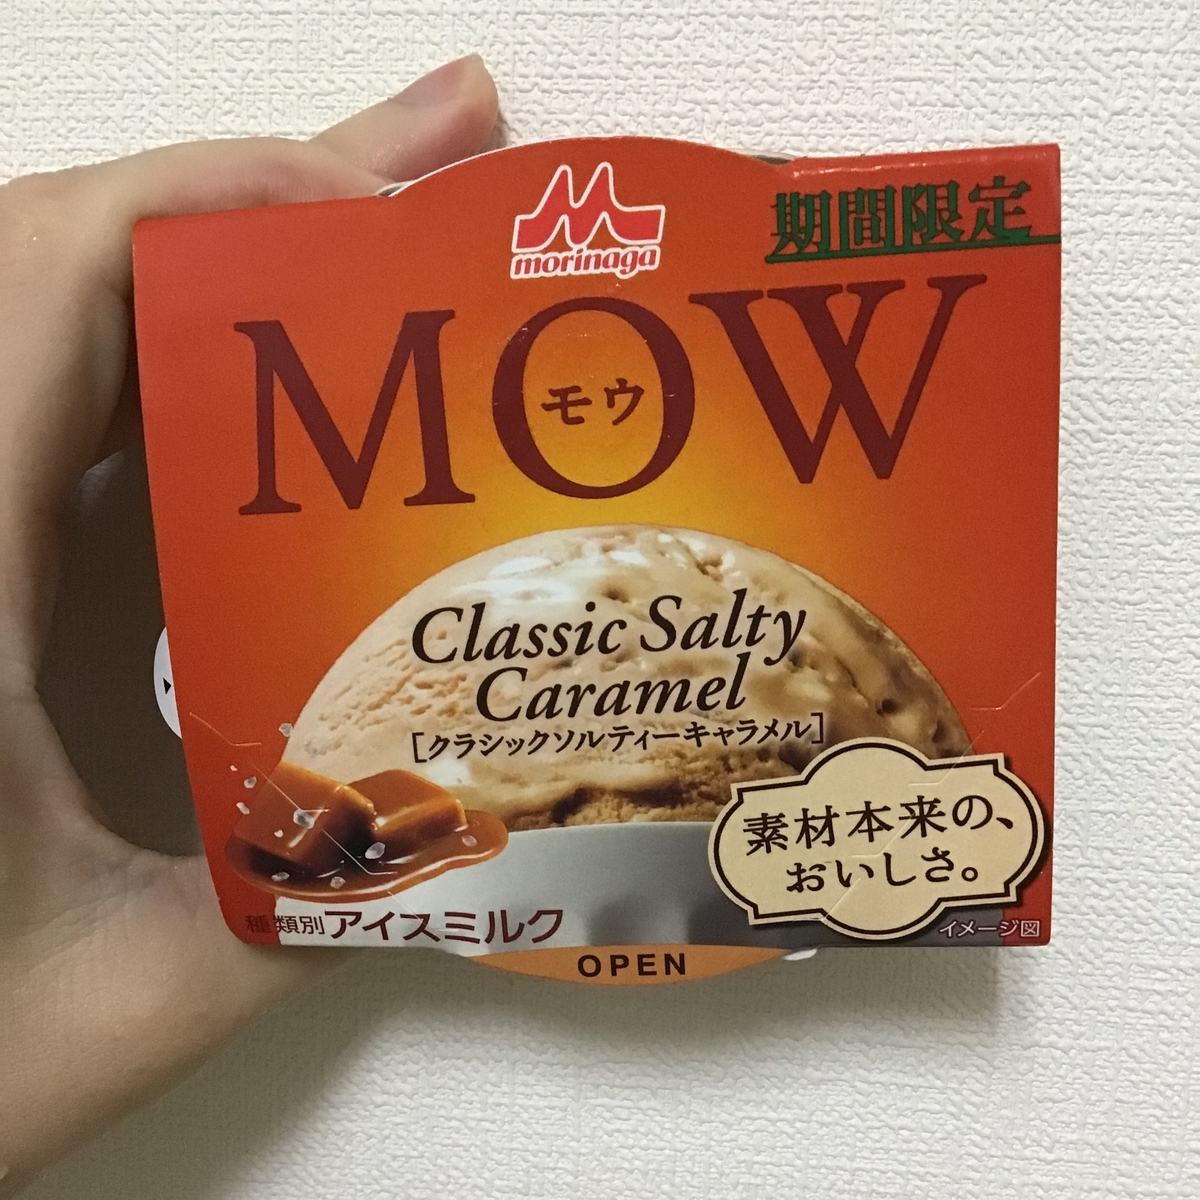 morinaga
期間限定
MOW
モウ
Classic Salty
Caramel
[クラシックソルティーキャラメル]
素材本来の、
おいしさ。
種類別アイスミルク
イメージ図
OPEN